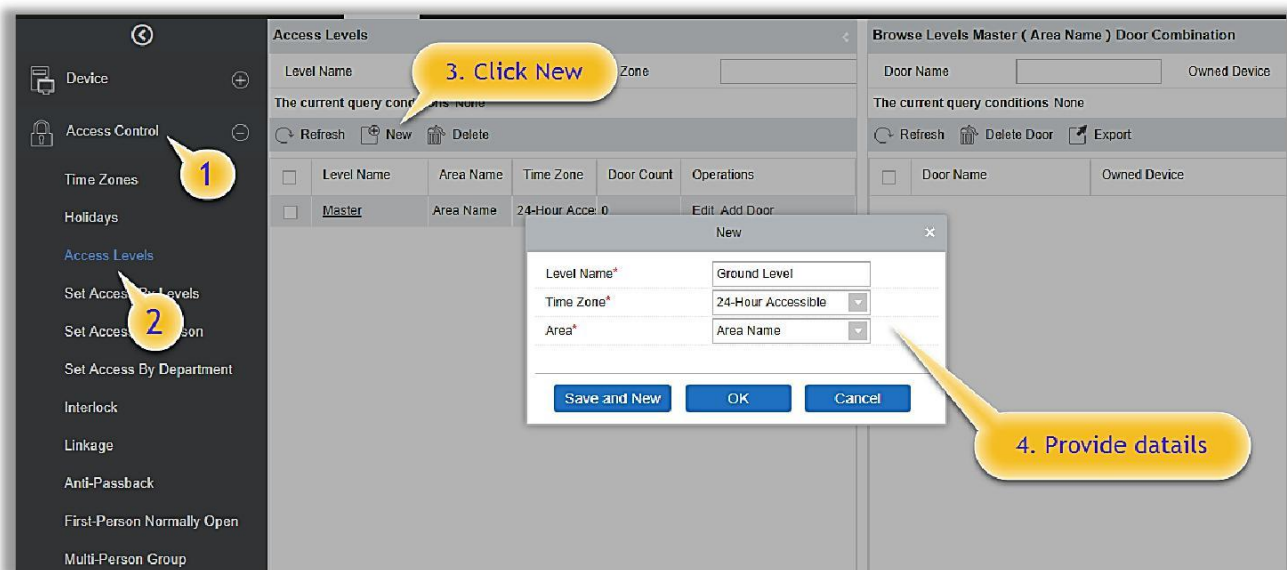 Device
Access Control
Time Zones
Holidays
Access Levels
Set Access By Levels
Set Access son
Set Access By Department
Interlock
Linkage
Anti-Passback
First-Person Normally Open
Multi-Person Group
1
2
Access Levels
Level Name Zone
3. Click New
The current query conditions None
Refresh New Delete
Level Name Area Name Time Zone Door Count Operations
Master Area Name 24-Hour Acces 0 Edit Add Door
New
Level Name* Ground Level
Time Zone* 24-Hour Accessible
Area* Area Name
Save and New OK Cancel
4. Provide datails
Browse Levels Master ( Area Name ) Door Combination
Door Name Owned Device
The current query conditions None
Refresh Delete Door Export
Door Name Owned Device